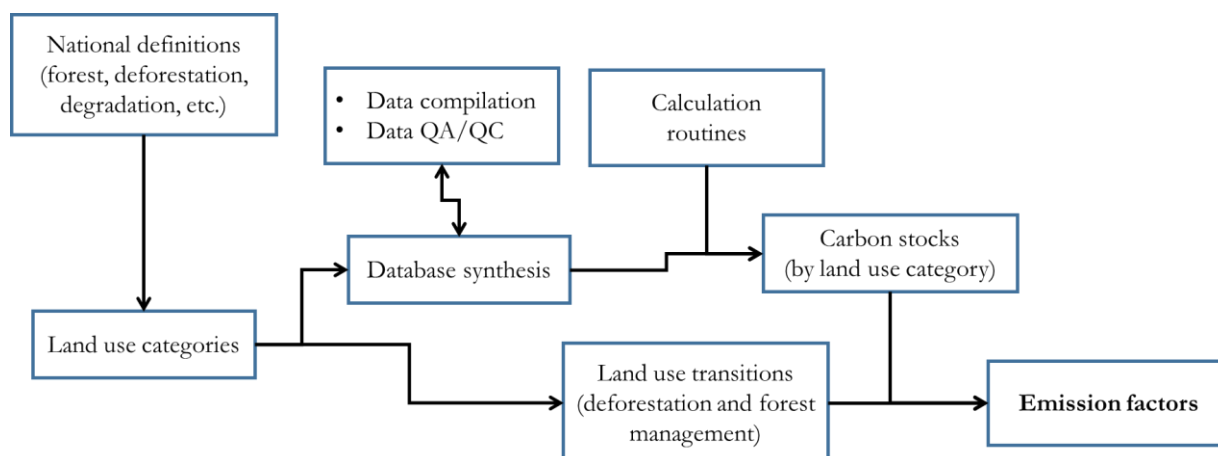 National definitions
(forest, deforestation,
degradation, etc.)
• Data compilation
• Data QA/QC
Calculation
routines
Database synthesis
Carbon stocks
(by land use category)
Land use categories
Land use transitions
(deforestation and forest
management)
Emission factors